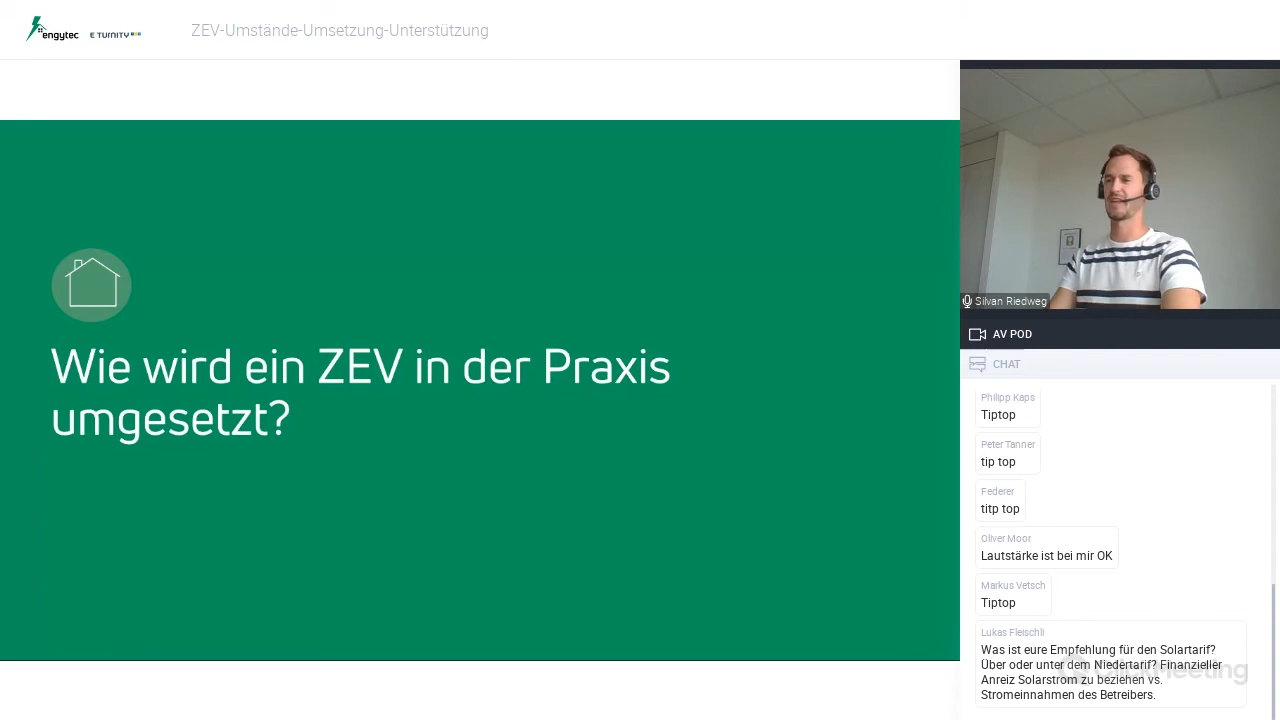 engytec
E TURNITY
ZEV-Umstände-Umsetzung-Unterstützung
Wie wird ein ZEV in der Praxis
umgesetzt?
Silvan Riedweg
AV POD
CHAT
Philipp Kaps
Tiptop
Peter Tanner
tip top
Federer
titp top
Oliver Moor
Lautstärke ist bei mir OK
Markus Vetsch
Tiptop
Lukas Fleischli
Was ist eure Empfehlung für den Solartarif?
Über oder unter dem Niedertarif? Finanzieller
Anreiz Solarstrom zu beziehen vs.
Stromeinnahmen des Betreibers.
ClickMeeting